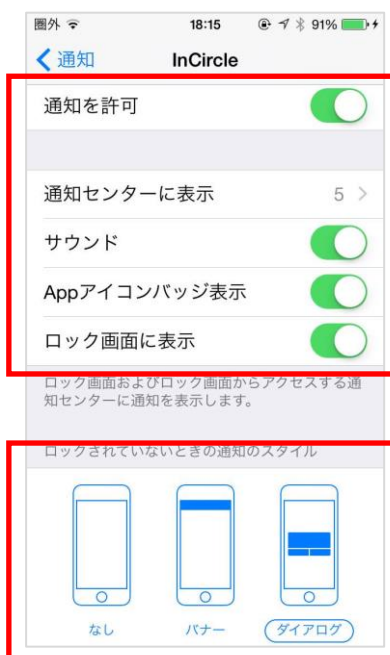 圏外 18:15 91%
通知 InCircle
通知を許可
通知センターに表示 5
サウンド
Appアイコンバッジ表示
ロック画面に表示
ロック画面およびロック画面からアクセスする通
知センターに通知を表示します。
ロックされていないときの通知のスタイル
なし バナー ダイアログ